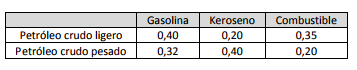 Gasolina Keroseno Combustible
Petróleo crudo ligero 0,40 0,20 0,35
Petróleo crudo pesado 0,32 0,40 0,20